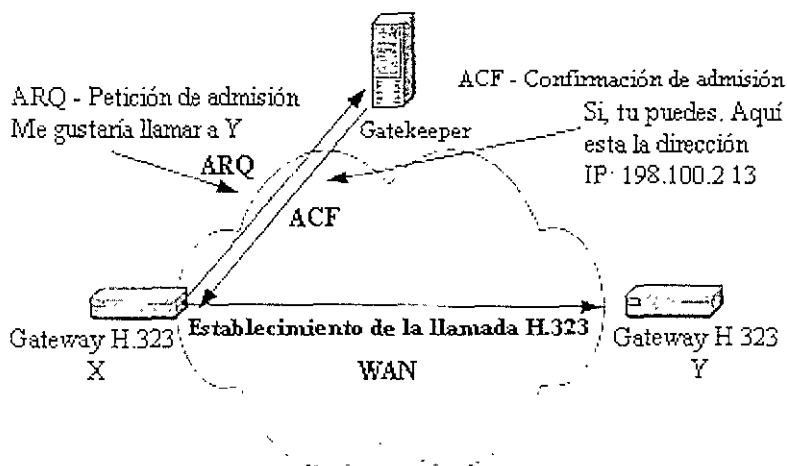 ARQ - Petición de admisión
Me gustaría llamar a Y
ACF - Confirmación de admisión
Si, tu puedes. Aquí
esta la dirección
IP: 198.100.2 13
Gatekeeper
ARQ
ACF
Gateway H.323
X
Establecimiento de la llamada H.323
WAN
Gateway H 323
Y